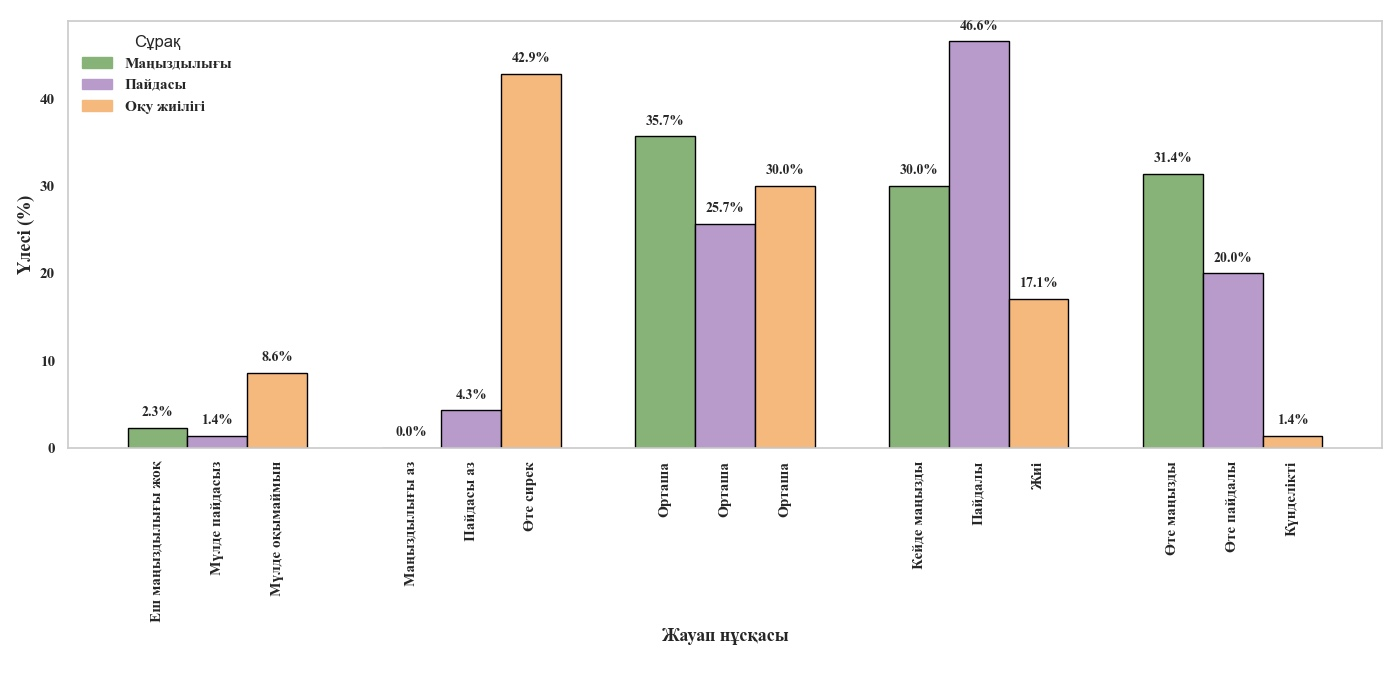 Сұрақ
Маңыздылығы
Пайдасы
Оқу жиілігі
Үлесі (%)
40
30
20
10
0
2.3%
1.4%
8.6%
0.0%
4.3%
42.9%
35.7%
25.7%
30.0%
30.0%
46.6%
17.1%
31.4%
20.0%
1.4%
Еш маңыздылығы жоқ
Мүлде пайдасыз
Мүлде оқымаймын
Маңыздылығы аз
Пайдасы аз
Өте сирек
Орташа
Орташа
Орташа
Кейде маңызды
Пайдалы
Жиі
Өте маңызды
Өте пайдалы
Күнделікті
Жауап нұсқасы